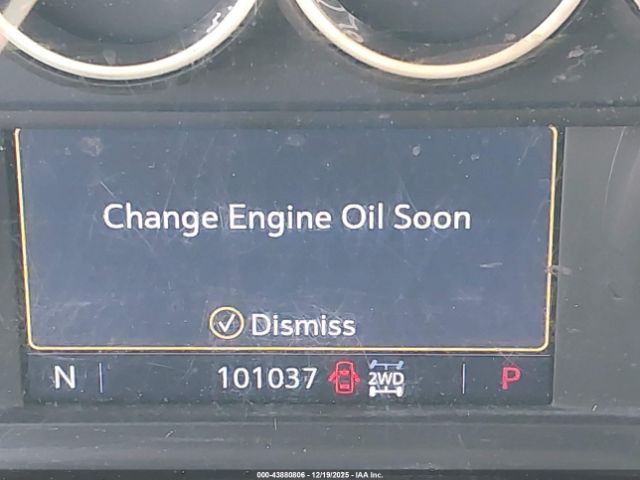 Change Engine Oil Soon
Dismiss
N 101037 2WD P
000-43880806 - 12/19/2025 - IAA Inc.